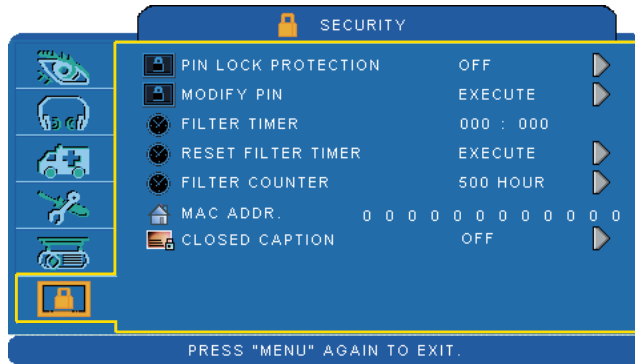 SECURITY
PIN LOCK PROTECTION OFF
MODIFY PIN EXECUTE
FILTER TIMER 000 : 000
RESET FILTER TIMER EXECUTE
FILTER COUNTER 500 HOUR
MAC ADDR. 0 0 0 0 0 0 0 0 0 0 0 0
CLOSED CAPTION OFF
PRESS "MENU" AGAIN TO EXIT.